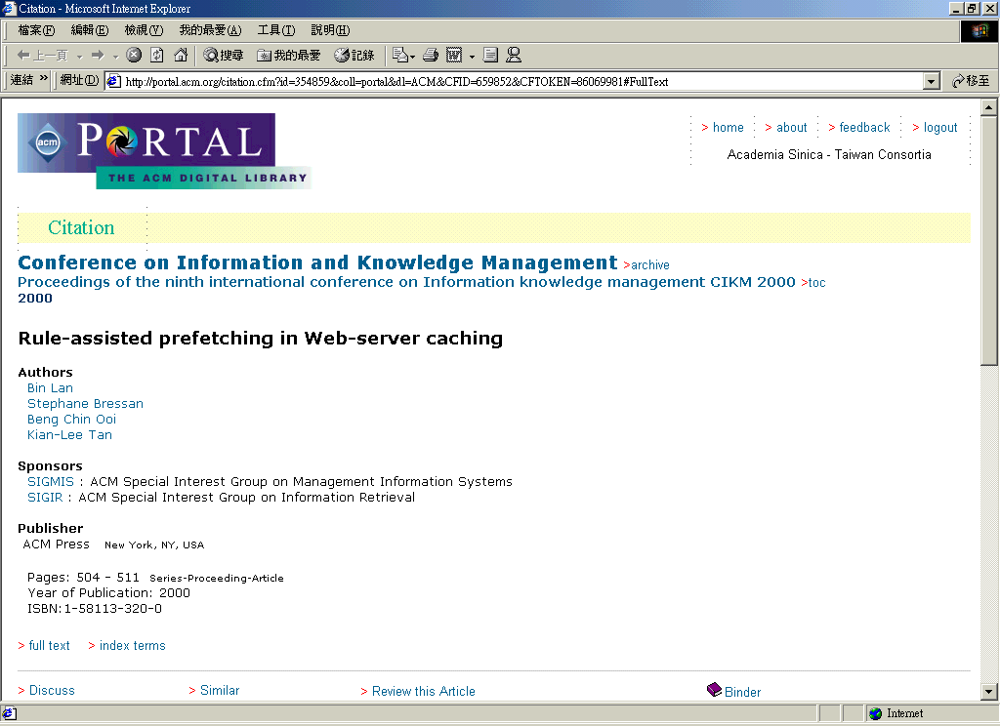 Citation - Microsoft Internet Explorer
檔案(F) 編輯(E) 檢視(V) 我的最愛(A) 工具(T) 說明(H)
上一頁 搜尋 我的最愛 記錄
連結 » 網址(D) http://portal.acm.org/citation.cfm?id=354859&coll=portal&dl=ACM&CFID=659852&CFTOKEN=86069981#FullText 移至
acm PORTAL
THE ACM DIGITAL LIBRARY
> home > about > feedback > logout
Academia Sinica - Taiwan Consortia
Citation
Conference on Information and Knowledge Management >archive
Proceedings of the ninth international conference on Information knowledge management CIKM 2000 >toc
2000
Rule-assisted prefetching in Web-server caching
Authors
Bin Lan
Stephane Bressan
Beng Chin Ooi
Kian-Lee Tan
Sponsors
SIGMIS : ACM Special Interest Group on Management Information Systems
SIGIR : ACM Special Interest Group on Information Retrieval
Publisher
ACM Press New York, NY, USA
Pages: 504 - 511 Series-Proceeding-Article
Year of Publication: 2000
ISBN:1-58113-320-0
> full text > index terms
> Discuss > Similar > Review this Article Binder
Internet